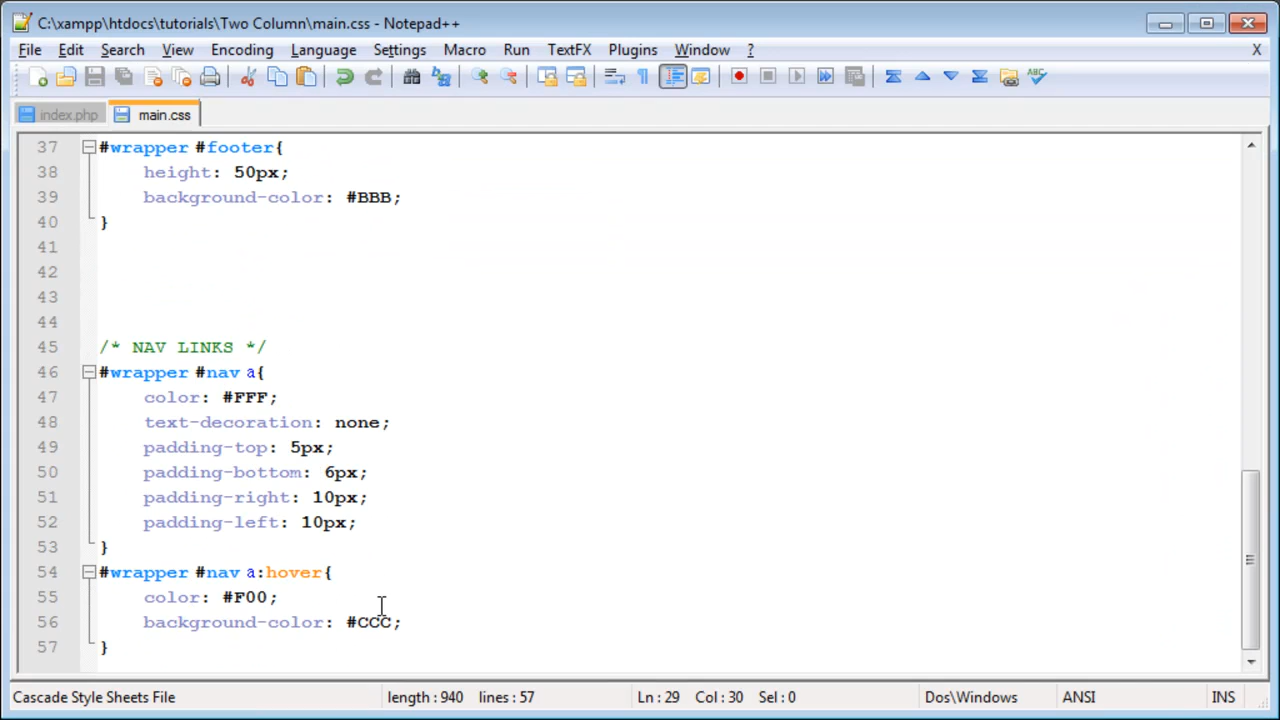 C:\xampp\htdocs\tutorials\Two Column\main.css - Notepad++
File Edit Search View Encoding Language Settings Macro Run TextFX Plugins Window ? X
index.php main.css
37 #wrapper #footer{
38 height: 50px;
39 background-color: #BBB;
40 }
41
42
43
44
45 /* NAV LINKS */
46 #wrapper #nav a{
47 color: #FFF;
48 text-decoration: none;
49 padding-top: 5px;
50 padding-bottom: 6px;
51 padding-right: 10px;
52 padding-left: 10px;
53 }
54 #wrapper #nav a:hover{
55 color: #F00;
56 background-color: #CCC;
57 }
Cascade Style Sheets File length : 940 lines : 57 Ln : 29 Col : 30 Sel : 0 Dos\Windows ANSI INS